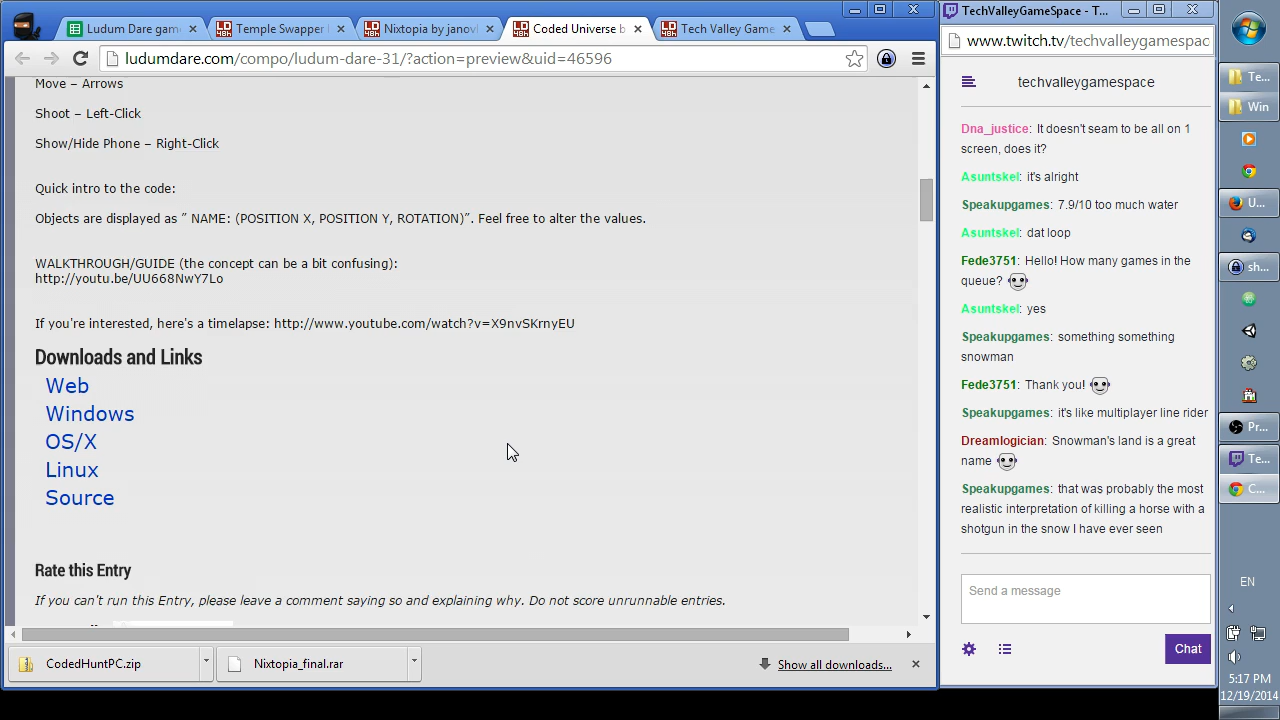 Ludum Dare gam
emple Swapper
Nixtopia by janov
Coded Universe b
Tech Valley Game
ludumdare.com/compo/ludum-dare-31/?action=preview&uid=46596
Move – Arrows
Shoot – Left-Click
Show/Hide Phone – Right-Click
Quick intro to the code:
Objects are displayed as ” NAME: (POSITION X, POSITION Y, ROTATION)”. Feel free to alter the values.
WALKTHROUGH/GUIDE (the concept can be a bit confusing):
http://youtu.be/UU668NwY7Lo
If you're interested, here's a timelapse: http://www.youtube.com/watch?v=X9nvSKrnyEU
Downloads and Links
Web
Windows
OS/X
Linux
Source
Rate this Entry
If you can't run this Entry, please leave a comment saying so and explaining why. Do not score unrunnable entries.
CodedHuntPC.zip
Nixtopia_final.rar
Show all downloads...
TechValleyGameSpace - T...
www.twitch.tv/techvalleygamespac
techvalleygamespace
Dna_justice: It doesn't seam to be all on 1
screen, does it?
Asuntskel: it's alright
Speakupgames: 7.9/10 too much water
Asuntskel: dat loop
Fede3751: Hello! How many games in the
queue?
Asuntskel: yes
Speakupgames: something something
snowman
Fede3751: Thank you!
Speakupgames: it's like multiplayer line rider
Dreamlogician: Snowman's land is a great
name
Speakupgames: that was probably the most
realistic interpretation of killing a horse with a
shotgun in the snow I have ever seen
Send a message
Chat
Te...
Win
U...
sh...
Pr...
Te...
C...
EN
5:17 PM
12/19/2014